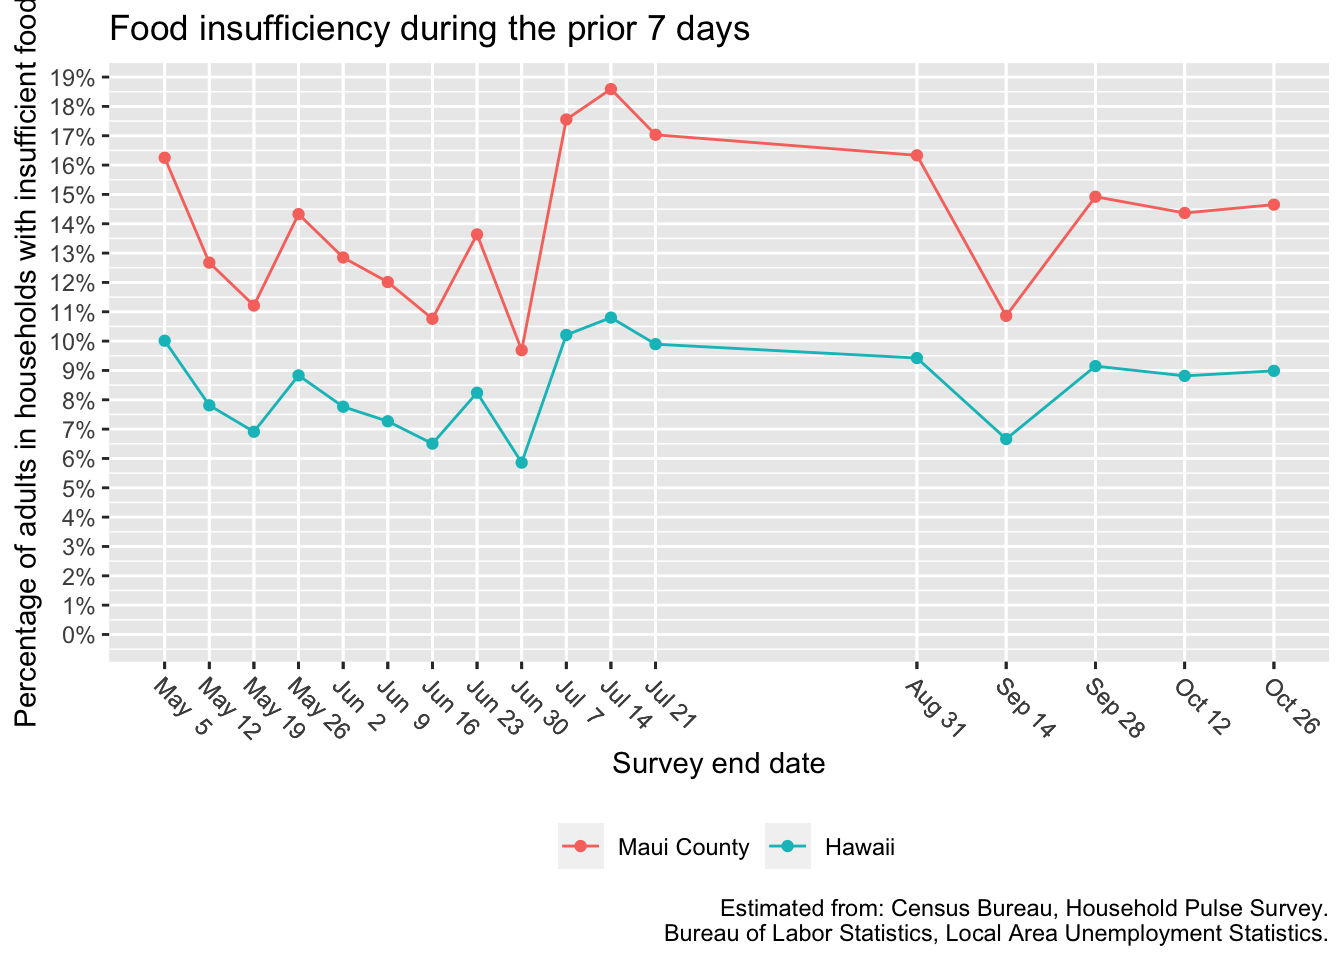 Food insufficiency during the prior 7 days
Percentage of adults in households with insufficient food
19%
18%
17%
16%
15%
14%
13%
12%
11%
10%
9%
8%
7%
6%
5%
4%
3%
2%
1%
0%
May 5
May 12
May 19
May 26
Jun 2
Jun 9
Jun 16
Jun 23
Jun 30
Jul 7
Jul 14
Jul 21
Aug 31
Sep 14
Sep 28
Oct 12
Oct 26
Survey end date
Maui County
Hawaii
Estimated from: Census Bureau, Household Pulse Survey.
Bureau of Labor Statistics, Local Area Unemployment Statistics.